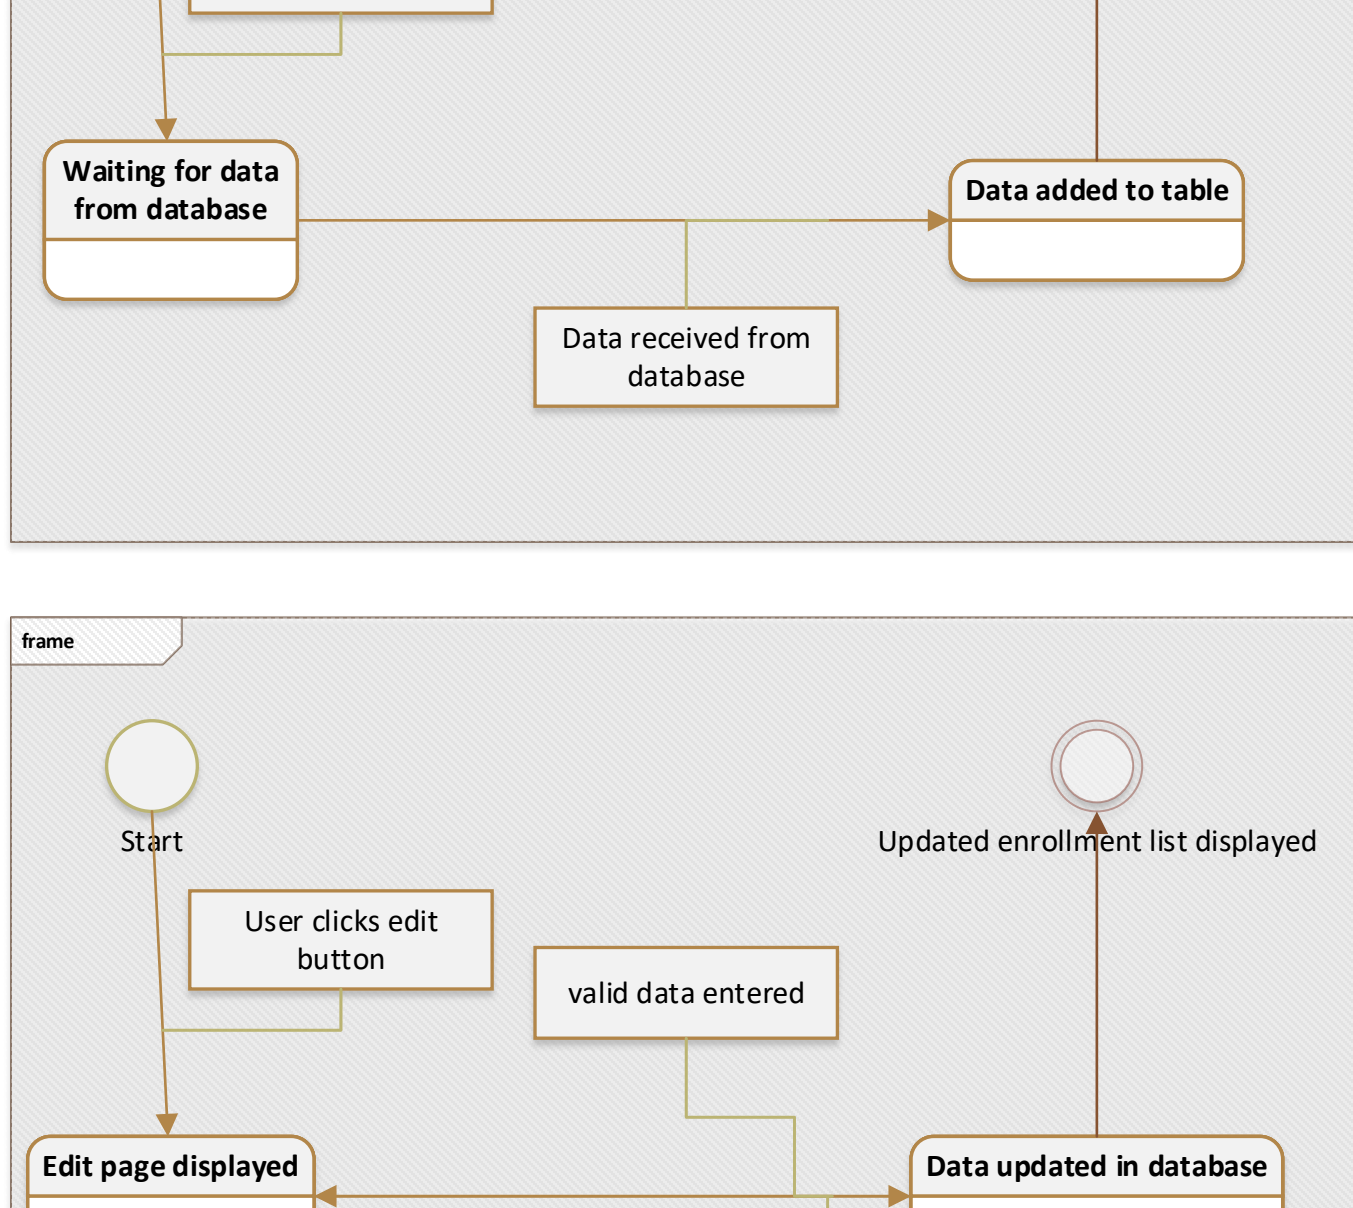 Waiting for data
from database
Data added to table
Data received from
database
frame
Start
Updated enrollment list displayed
User clicks edit
button
valid data entered
Edit page displayed
Data updated in database